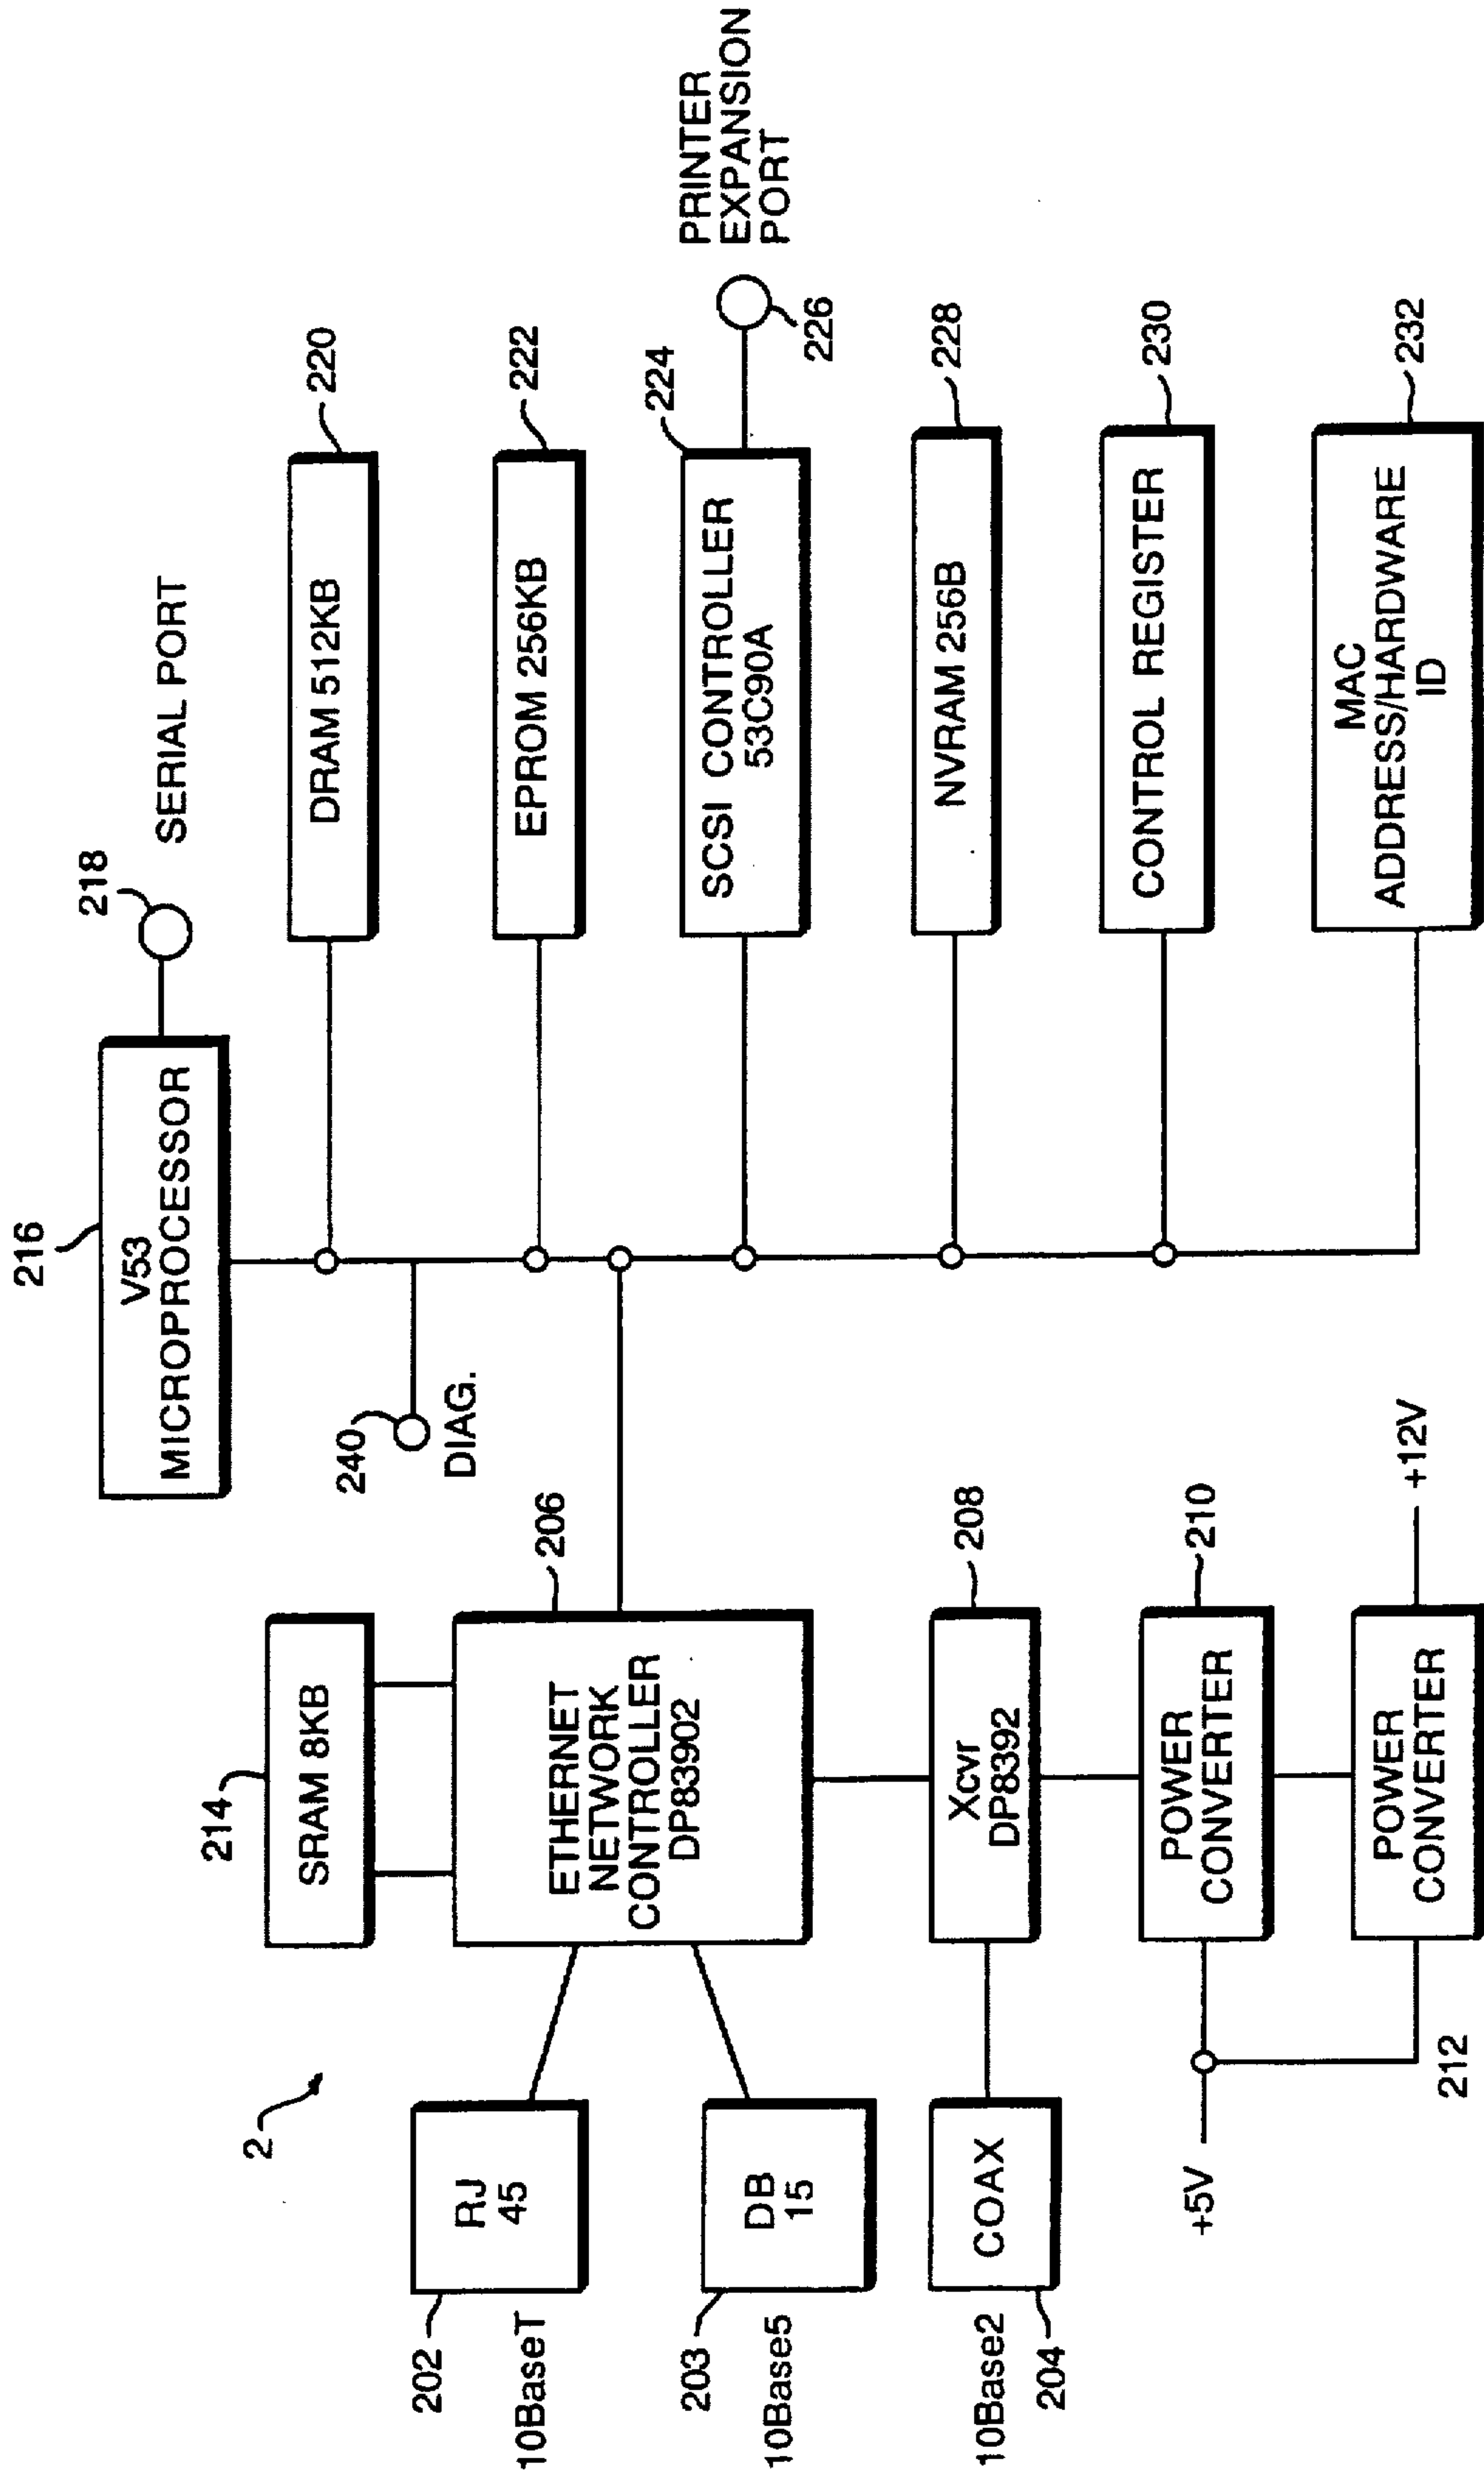 216
V53
MICROPROCESSOR
218
SERIAL PORT
240
DIAG.
220
DRAM 512KB
222
EPROM 256KB
224
SCSI CONTROLLER
53C90A
226
PRINTER
EXPANSION
PORT
228
NVRAM 256B
230
CONTROL REGISTER
232
MAC
ADDRESS/HARDWARE
ID
2
214
SRAM 8KB
206
ETHERNET
NETWORK
CONTROLLER
DP83902
202
RJ
45
10BaseT
203
DB
15
10Base5
204
COAX
10Base2
208
Xcvr
DP8392
210
POWER
CONVERTER
+5V
212
POWER
CONVERTER
+12V